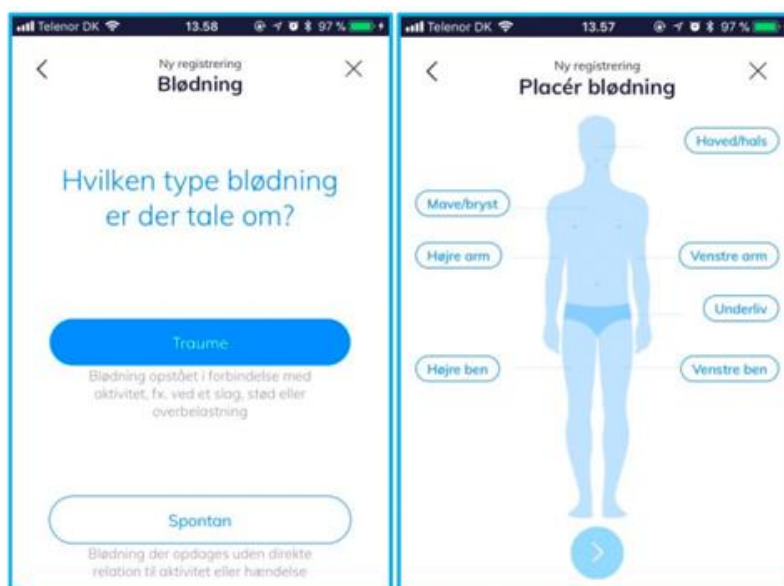 Telenor DK 13.58 97 %
Ny registrering
Blødning
Hvilken type blødning
er der tale om?
Traume
Blødning opstået i forbindelse med
aktivitet, fx. ved et slag, stød eller
overbelastning
Spontan
Blødning der opdages uden direkte
relation til aktivitet eller hændelse
Telenor DK 13.57 97 %
Ny registrering
Placér blødning
Hoved/hals
Mave/bryst
Højre arm
Venstre arm
Underliv
Højre ben
Venstre ben